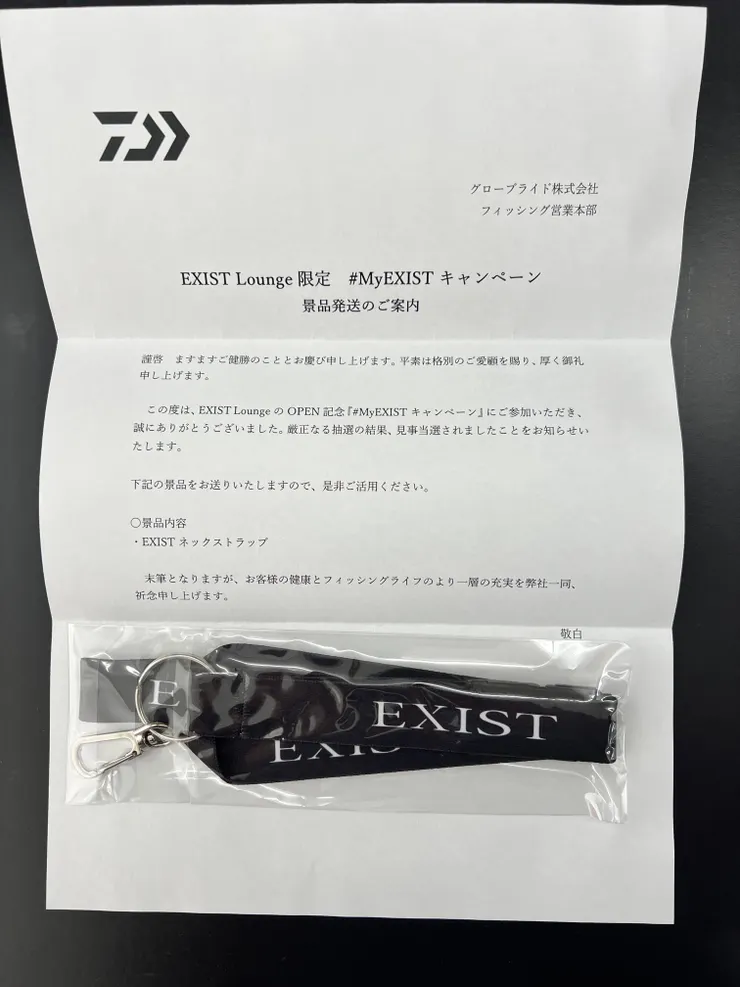 グローブライド株式会社
フィッシング営業本部
EXIST Lounge 限定　#MyEXIST キャンペーン
景品発送のご案内
謹啓　ますますご健勝のこととお慶び申し上げます。平素は格別のご愛顧を賜り、厚く御礼
申し上げます。
この度は、EXIST Lounge の OPEN 記念『#MyEXIST キャンペーン』にご参加いただき、
誠にありがとうございました。厳正なる抽選の結果、見事当選されましたことをお知らせい
たします。
下記の景品をお送りいたしますので、是非ご活用ください。
〇景品内容
・EXIST ネックストラップ
末筆となりますが、お客様の健康とフィッシングライフのより一層の充実を弊社一同、
祈念申し上げます。
敬白
E
EXIST
EXIS